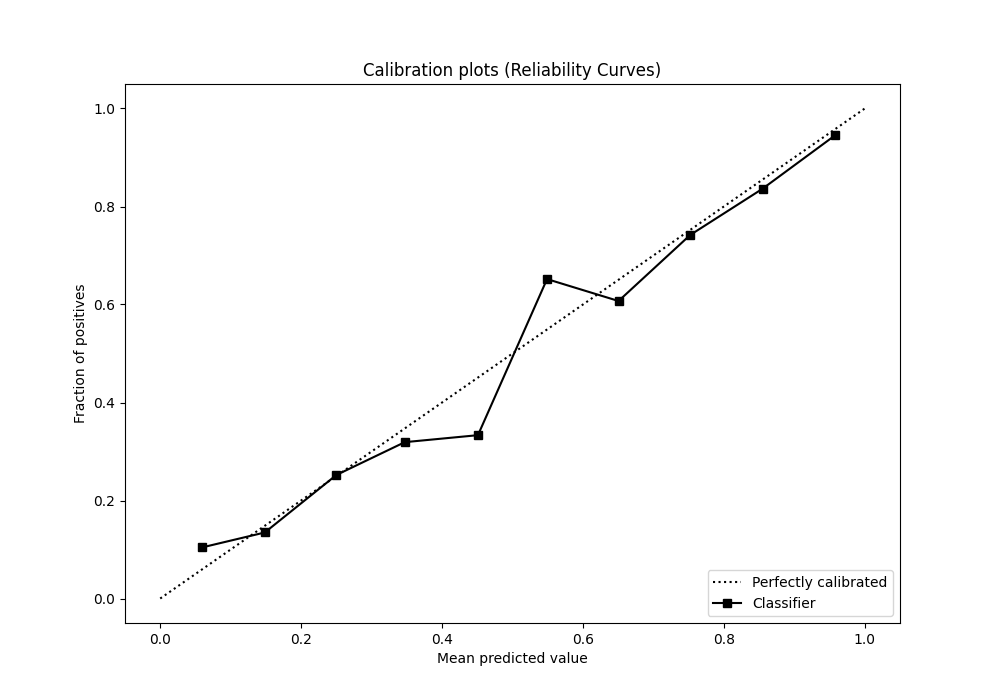 Calibration plots (Reliability Curves)
1.0
0.8
0.6
0.4
0.2
0.0
Fraction of positives
Perfectly calibrated
Classifier
0.0 0.2 0.4 0.6 0.8 1.0
Mean predicted value